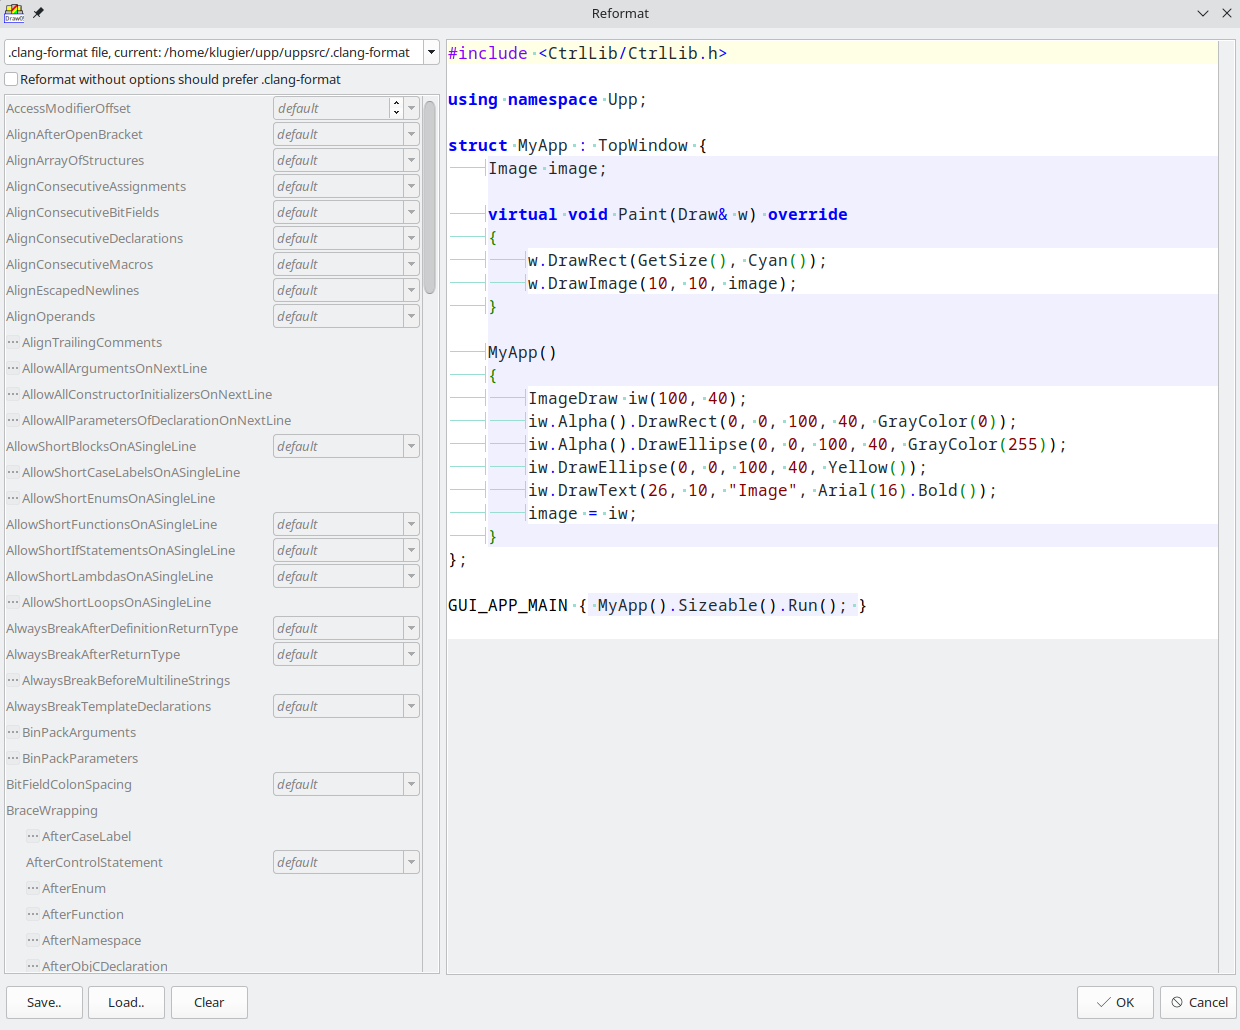 Reformat
Draw0!
.clang-format file, current: /home/klugier/upp/uppsrc/.clang-format
Reformat without options should prefer .clang-format
AccessModifierOffset default
AlignAfterOpenBracket default
AlignArrayOfStructures default
AlignConsecutiveAssignments default
AlignConsecutiveBitFields default
AlignConsecutiveDeclarations default
AlignConsecutiveMacros default
AlignEscapedNewlines default
AlignOperands default
AlignTrailingComments
AllowAllArgumentsOnNextLine
AllowAllConstructorInitializersOnNextLine
AllowAllParametersOfDeclarationOnNextLine
AllowShortBlocksOnASingleLine default
AllowShortCaseLabelsOnASingleLine
AllowShortEnumsOnASingleLine
AllowShortFunctionsOnASingleLine default
AllowShortIfStatementsOnASingleLine default
AllowShortLambdasOnASingleLine default
AllowShortLoopsOnASingleLine
AlwaysBreakAfterDefinitionReturnType default
AlwaysBreakAfterReturnType default
AlwaysBreakBeforeMultilineStrings
AlwaysBreakTemplateDeclarations default
BinPackArguments
BinPackParameters
BitFieldColonSpacing default
BraceWrapping
AfterCaseLabel
AfterControlStatement default
AfterEnum
AfterFunction
AfterNamespace
AfterObjCDeclaration
#include <CtrlLib/CtrlLib.h>
using namespace Upp;
struct MyApp : TopWindow {
Image image;
virtual void Paint(Draw& w) override
{
w.DrawRect(GetSize(), Cyan());
w.DrawImage(10, 10, image);
}
MyApp()
{
ImageDraw iw(100, 40);
iw.Alpha().DrawRect(0, 0, 100, 40, GrayColor(0));
iw.Alpha().DrawEllipse(0, 0, 100, 40, GrayColor(255));
iw.DrawEllipse(0, 0, 100, 40, Yellow());
iw.DrawText(26, 10, "Image", Arial(16).Bold());
image = iw;
}
};
GUI_APP_MAIN { MyApp().Sizeable().Run(); }
Save.. Load.. Clear OK Cancel